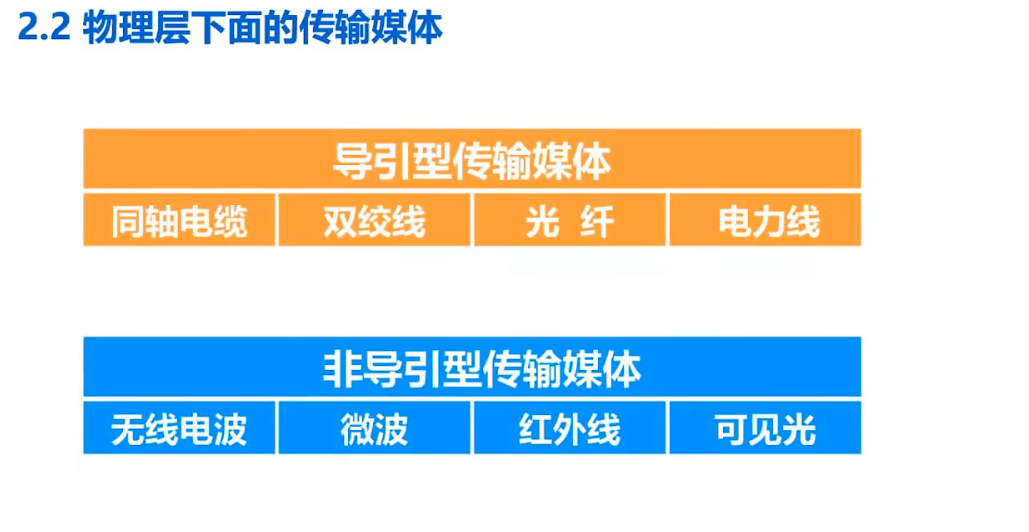 2.2 物理层下面的传输媒体
导引型传输媒体
同轴电缆 双绞线 光 纤 电力线
非导引型传输媒体
无线电波 微波 红外线 可见光